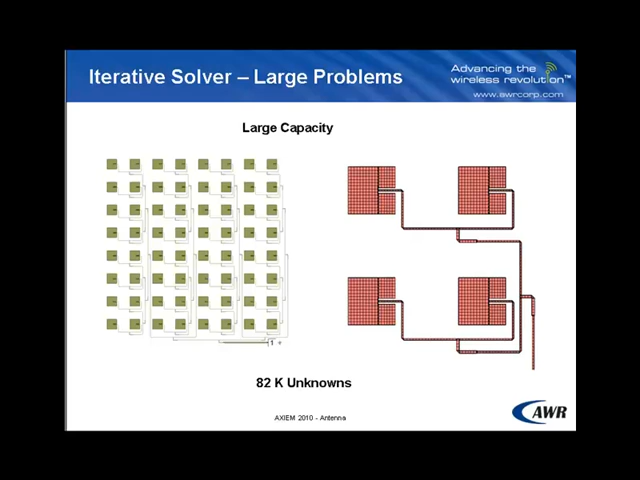 Iterative Solver – Large Problems
Advancing the
wireless revolution™
www.awrcorp.com
Large Capacity
1
82 K Unknowns
AXIEM 2010 - Antenna
AWR